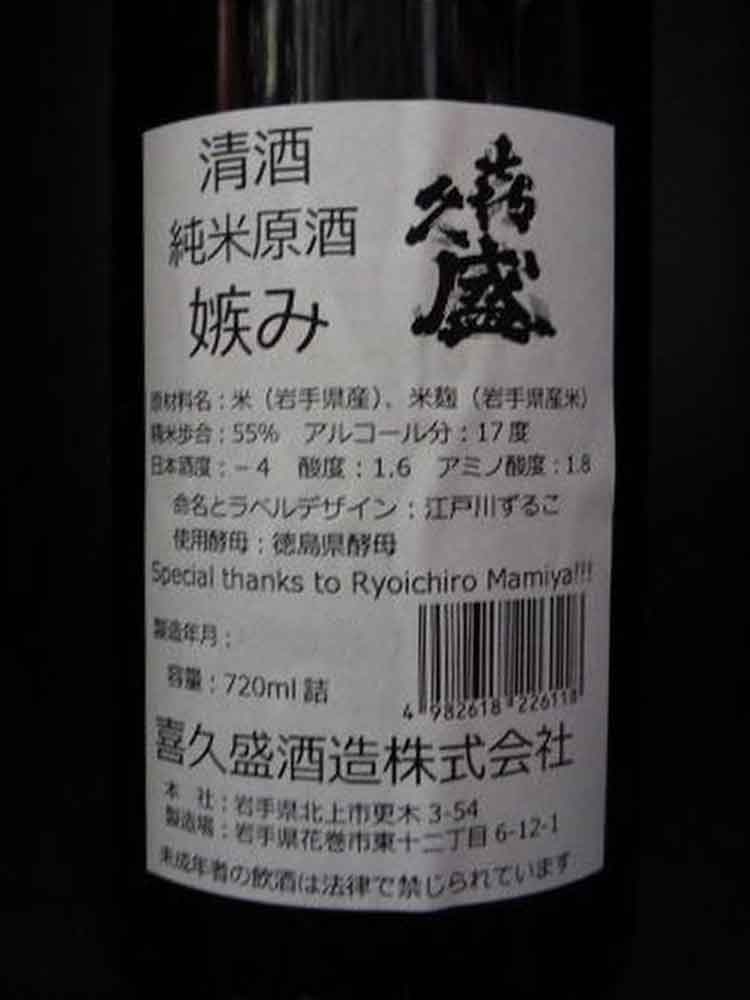 清酒
純米原酒
嫉み
喜久盛
原材料名：米（岩手県産）、米麹（岩手県産米）
精米歩合：55%　アルコール分：17度
日本酒度：－4　酸度：1.6　アミノ酸度：1.8
命名とラベルデザイン：江戸川ずるこ
使用酵母：徳島県酵母
Special thanks to Ryoichiro Mamiya!!!
製造年月：
容量：720ml詰
4 982618 226118
喜久盛酒造株式会社
本　社：岩手県北上市更木 3-54
製造場：岩手県花巻市東十二丁目 6-12-1
未成年者の飲酒は法律で禁じられています